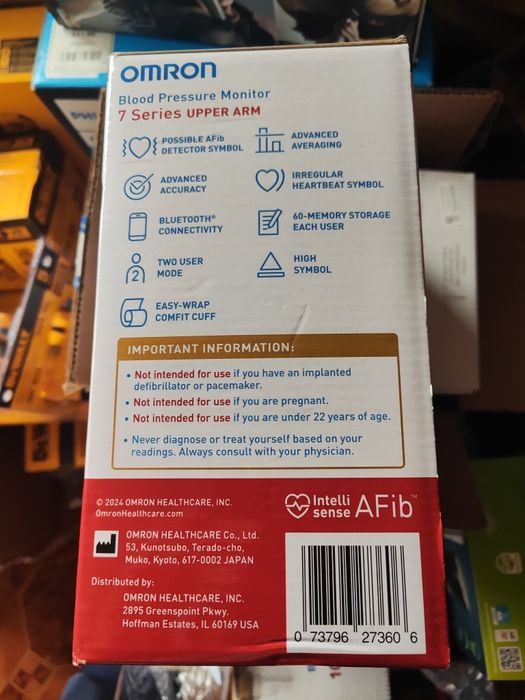 OMRON
Blood Pressure Monitor
7 Series UPPER ARM
POSSIBLE AFib
DETECTOR SYMBOL
ADVANCED
AVERAGING
ADVANCED
ACCURACY
IRREGULAR
HEARTBEAT SYMBOL
BLUETOOTH®
CONNECTIVITY
60-MEMORY STORAGE
EACH USER
2
TWO USER
MODE
HIGH
SYMBOL
EASY-WRAP
COMFIT CUFF
IMPORTANT INFORMATION:
• Not intended for use if you have an implanted
defibrillator or pacemaker.
• Not intended for use if you are pregnant.
• Not intended for use if you are under 22 years of age.
• Never diagnose or treat yourself based on your
readings. Always consult with your physician.
© 2024 OMRON HEALTHCARE, INC.
OmronHealthcare.com
Intelli
sense AFib™
OMRON HEALTHCARE Co., Ltd.
53, Kunotsubo, Terado-cho,
Muko, Kyoto, 617-0002 JAPAN
Distributed by:
OMRON HEALTHCARE, INC.
2895 Greenspoint Pkwy.
Hoffman Estates, IL 60169 USA
0 73796 27360 6